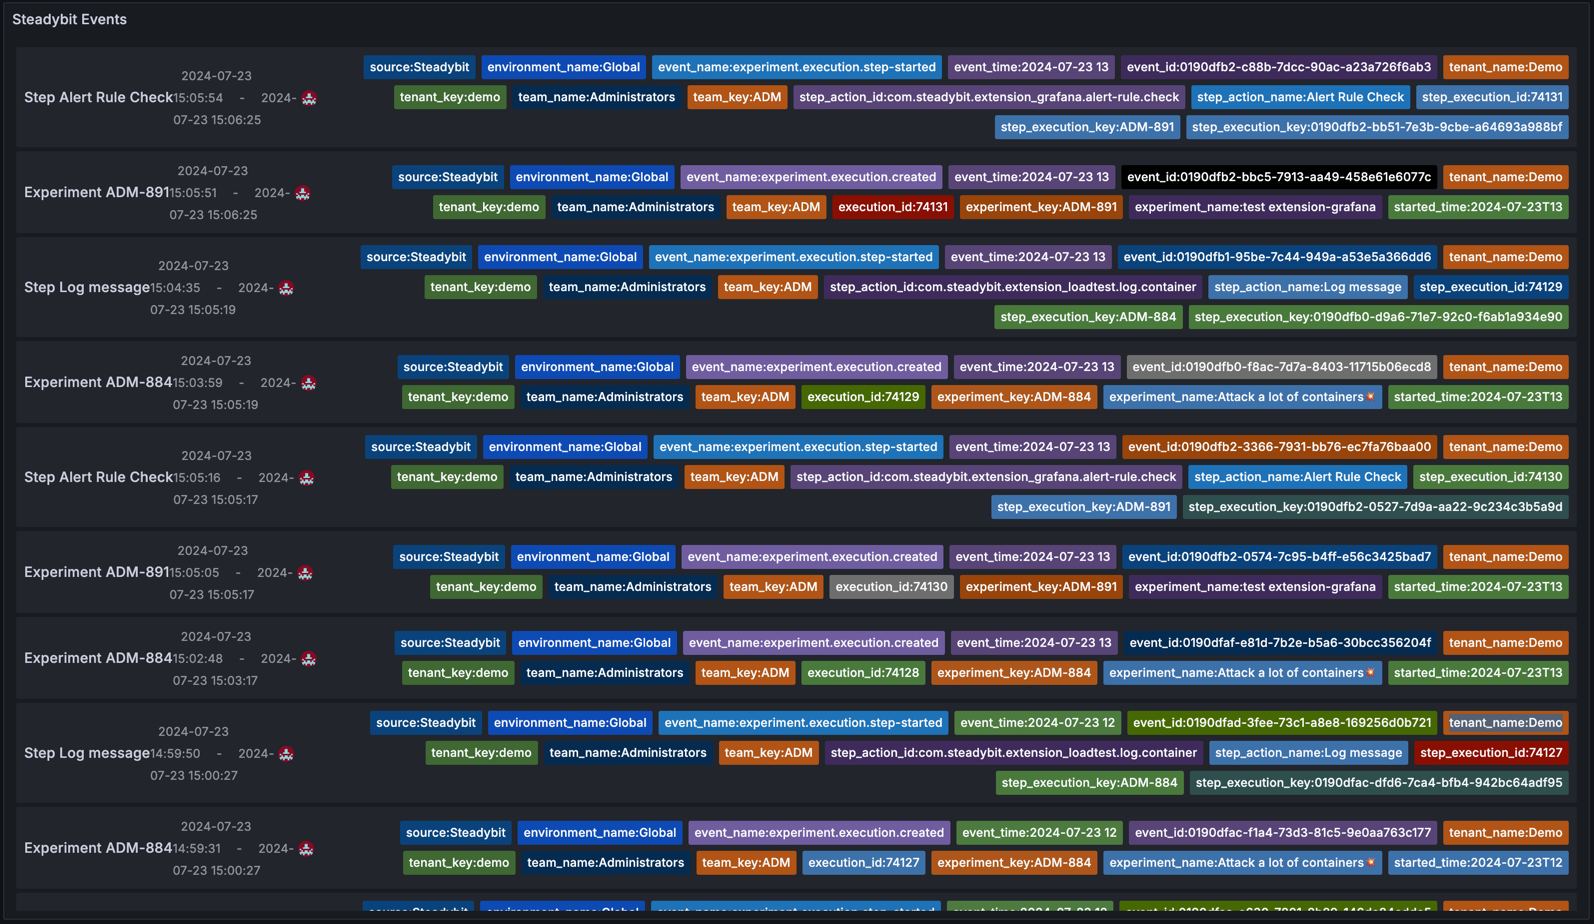 Steadybit Events
2024-07-23
Step Alert Rule Check 15:05:54 - 2024-
07-23 15:06:25
source:Steadybit environment_name:Global event_name:experiment.execution.step-started event_time:2024-07-23 13 event_id:0190dfb2-c88b-7dcc-90ac-a23a726f6ab3 tenant_name:Demo
tenant_key:demo team_name:Administrators team_key:ADM step_action_id:com.steadybit.extension_grafana.alert-rule.check step_action_name:Alert Rule Check step_execution_id:74131
step_execution_key:ADM-891 step_execution_key:0190dfb2-bb51-7e3b-9cbe-a64693a988bf
2024-07-23
Experiment ADM-891 15:05:51 - 2024-
07-23 15:06:25
source:Steadybit environment_name:Global event_name:experiment.execution.created event_time:2024-07-23 13 event_id:0190dfb2-bbc5-7913-aa49-458e61e6077c tenant_name:Demo
tenant_key:demo team_name:Administrators team_key:ADM execution_id:74131 experiment_key:ADM-891 experiment_name:test extension-grafana started_time:2024-07-23T13
2024-07-23
Step Log message 15:04:35 - 2024-
07-23 15:05:19
source:Steadybit environment_name:Global event_name:experiment.execution.step-started event_time:2024-07-23 13 event_id:0190dfb1-95be-7c44-949a-a53e5a366dd6 tenant_name:Demo
tenant_key:demo team_name:Administrators team_key:ADM step_action_id:com.steadybit.extension_loadtest.log.container step_action_name:Log message step_execution_id:74129
step_execution_key:ADM-884 step_execution_key:0190dfb0-d9a6-71e7-92c0-f6ab1a934e90
2024-07-23
Experiment ADM-884 15:03:59 - 2024-
07-23 15:05:19
source:Steadybit environment_name:Global event_name:experiment.execution.created event_time:2024-07-23 13 event_id:0190dfb0-f8ac-7d7a-8403-11715b06ecd8 tenant_name:Demo
tenant_key:demo team_name:Administrators team_key:ADM execution_id:74129 experiment_key:ADM-884 experiment_name:Attack a lot of containers💥 started_time:2024-07-23T13
2024-07-23
Step Alert Rule Check 15:05:16 - 2024-
07-23 15:05:17
source:Steadybit environment_name:Global event_name:experiment.execution.step-started event_time:2024-07-23 13 event_id:0190dfb2-3366-7931-bb76-ec7fa76baa00 tenant_name:Demo
tenant_key:demo team_name:Administrators team_key:ADM step_action_id:com.steadybit.extension_grafana.alert-rule.check step_action_name:Alert Rule Check step_execution_id:74130
step_execution_key:ADM-891 step_execution_key:0190dfb2-0527-7d9a-aa22-9c234c3b5a9d
2024-07-23
Experiment ADM-891 15:05:05 - 2024-
07-23 15:05:17
source:Steadybit environment_name:Global event_name:experiment.execution.created event_time:2024-07-23 13 event_id:0190dfb2-0574-7c95-b4ff-e56c3425bad7 tenant_name:Demo
tenant_key:demo team_name:Administrators team_key:ADM execution_id:74130 experiment_key:ADM-891 experiment_name:test extension-grafana started_time:2024-07-23T13
2024-07-23
Experiment ADM-884 15:02:48 - 2024-
07-23 15:03:17
source:Steadybit environment_name:Global event_name:experiment.execution.created event_time:2024-07-23 13 event_id:0190dfaf-e81d-7b2e-b5a6-30bcc356204f tenant_name:Demo
tenant_key:demo team_name:Administrators team_key:ADM execution_id:74128 experiment_key:ADM-884 experiment_name:Attack a lot of containers💥 started_time:2024-07-23T13
2024-07-23
Step Log message 14:59:50 - 2024-
07-23 15:00:27
source:Steadybit environment_name:Global event_name:experiment.execution.step-started event_time:2024-07-23 12 event_id:0190dfad-3fee-73c1-a8e8-169256d0b721 tenant_name:Demo
tenant_key:demo team_name:Administrators team_key:ADM step_action_id:com.steadybit.extension_loadtest.log.container step_action_name:Log message step_execution_id:74127
step_execution_key:ADM-884 step_execution_key:0190dfac-dfd6-7ca4-bfb4-942bc64adf95
2024-07-23
Experiment ADM-884 14:59:31 - 2024-
07-23 15:00:27
source:Steadybit environment_name:Global event_name:experiment.execution.created event_time:2024-07-23 12 event_id:0190dfac-f1a4-73d3-81c5-9e0aa763c177 tenant_name:Demo
tenant_key:demo team_name:Administrators team_key:ADM execution_id:74127 experiment_key:ADM-884 experiment_name:Attack a lot of containers💥 started_time:2024-07-23T12